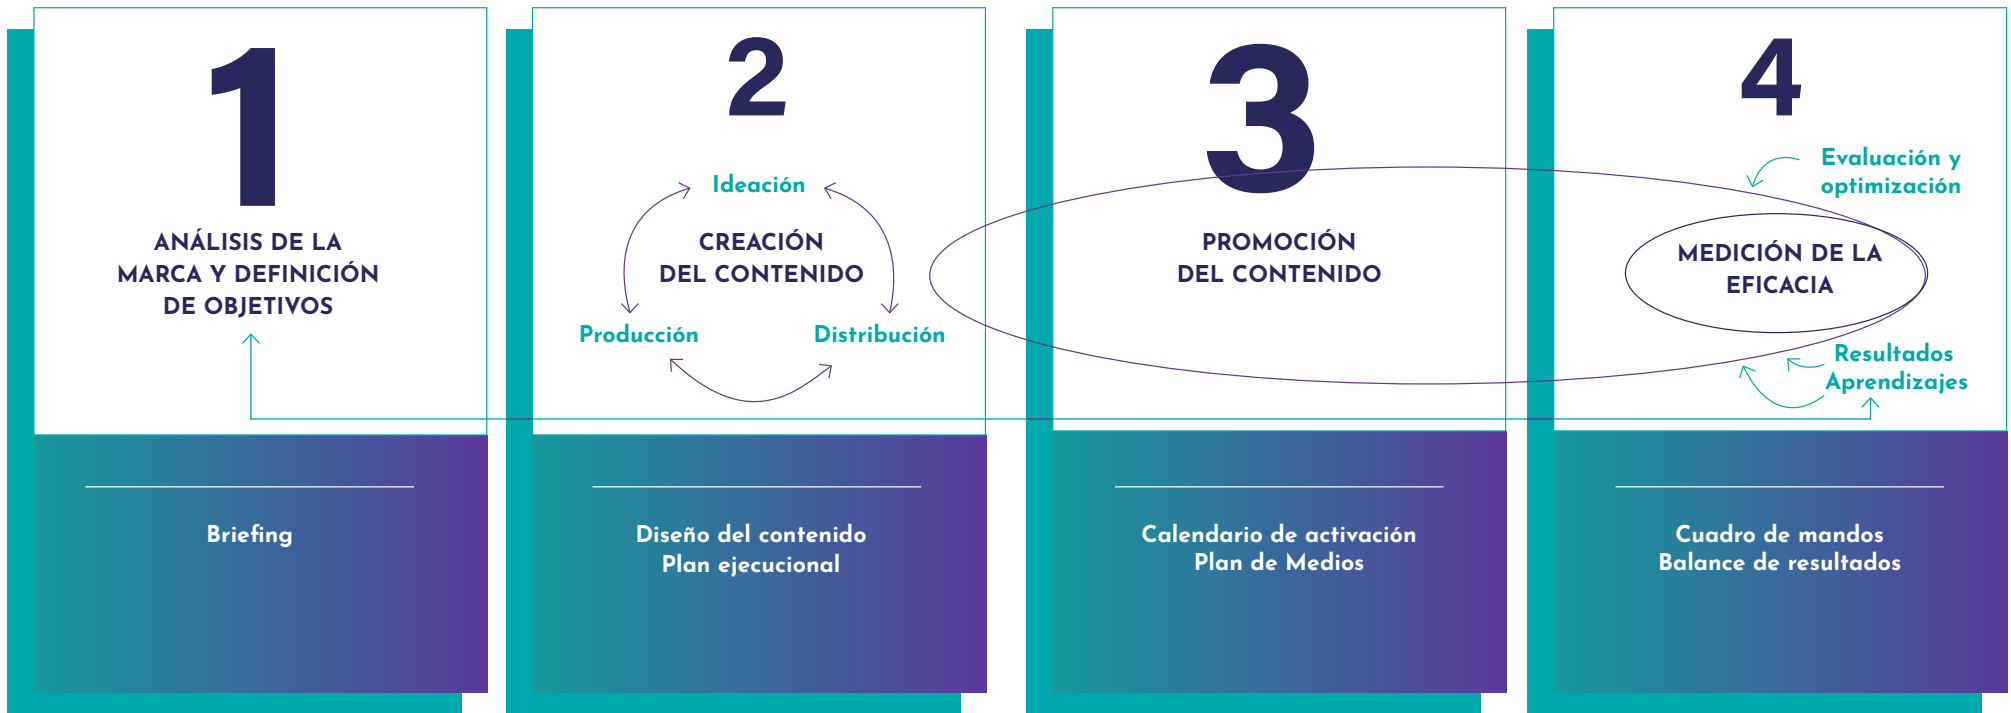 1
ANÁLISIS DE LA
MARCA Y DEFINICIÓN
DE OBJETIVOS
Briefing
2
Ideación
CREACIÓN
DEL CONTENIDO
Producción
Distribución
Diseño del contenido
Plan ejecucional
3
PROMOCIÓN
DEL CONTENIDO
Calendario de activación
Plan de Medios
4
Evaluación y
optimización
MEDICIÓN DE LA
EFICACIA
Resultados
Aprendizajes
Cuadro de mandos
Balance de resultados